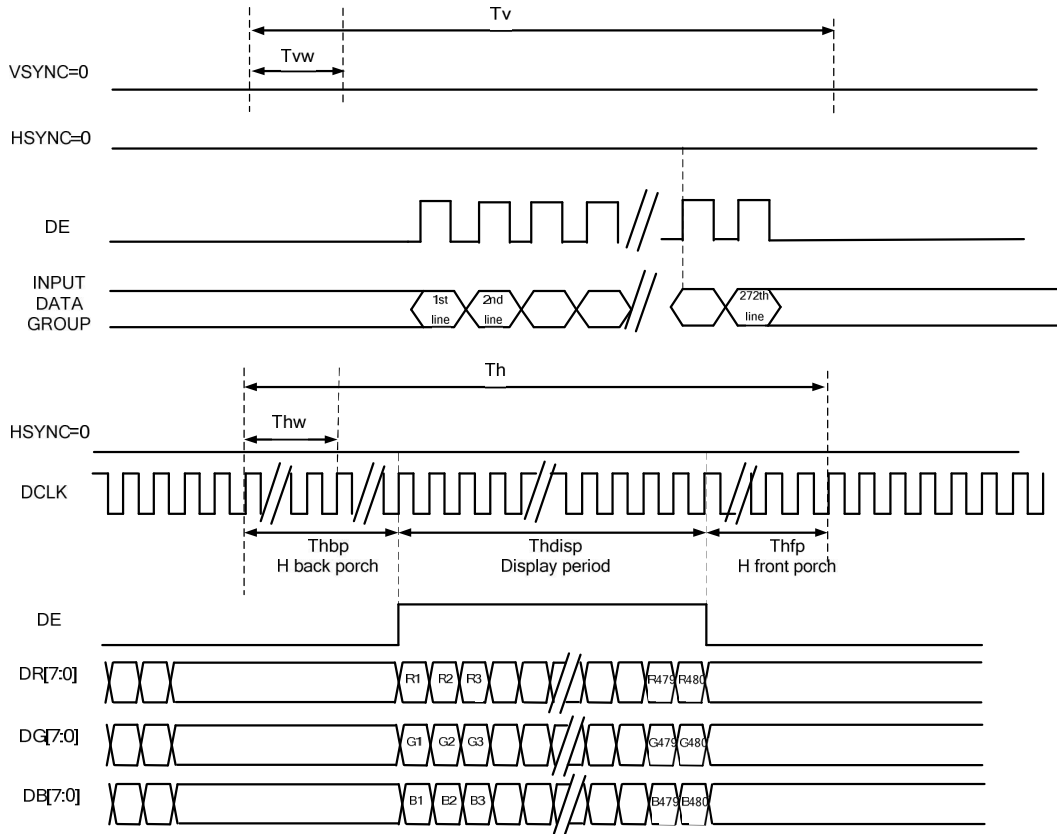 Tv
Tvw
VSYNC=0
HSYNC=0
DE
INPUT
DATA
GROUP
1st
line
2nd
line
272th
line
Th
Thw
HSYNC=0
DCLK
Thbp
H back porch
Thdisp
Display period
Thfp
H front porch
DE
DR[7:0] R1 R2 R3 R479 R480
DG[7:0] G1 G2 G3 G479 G480
DB[7:0] B1 B2 B3 B479 B480